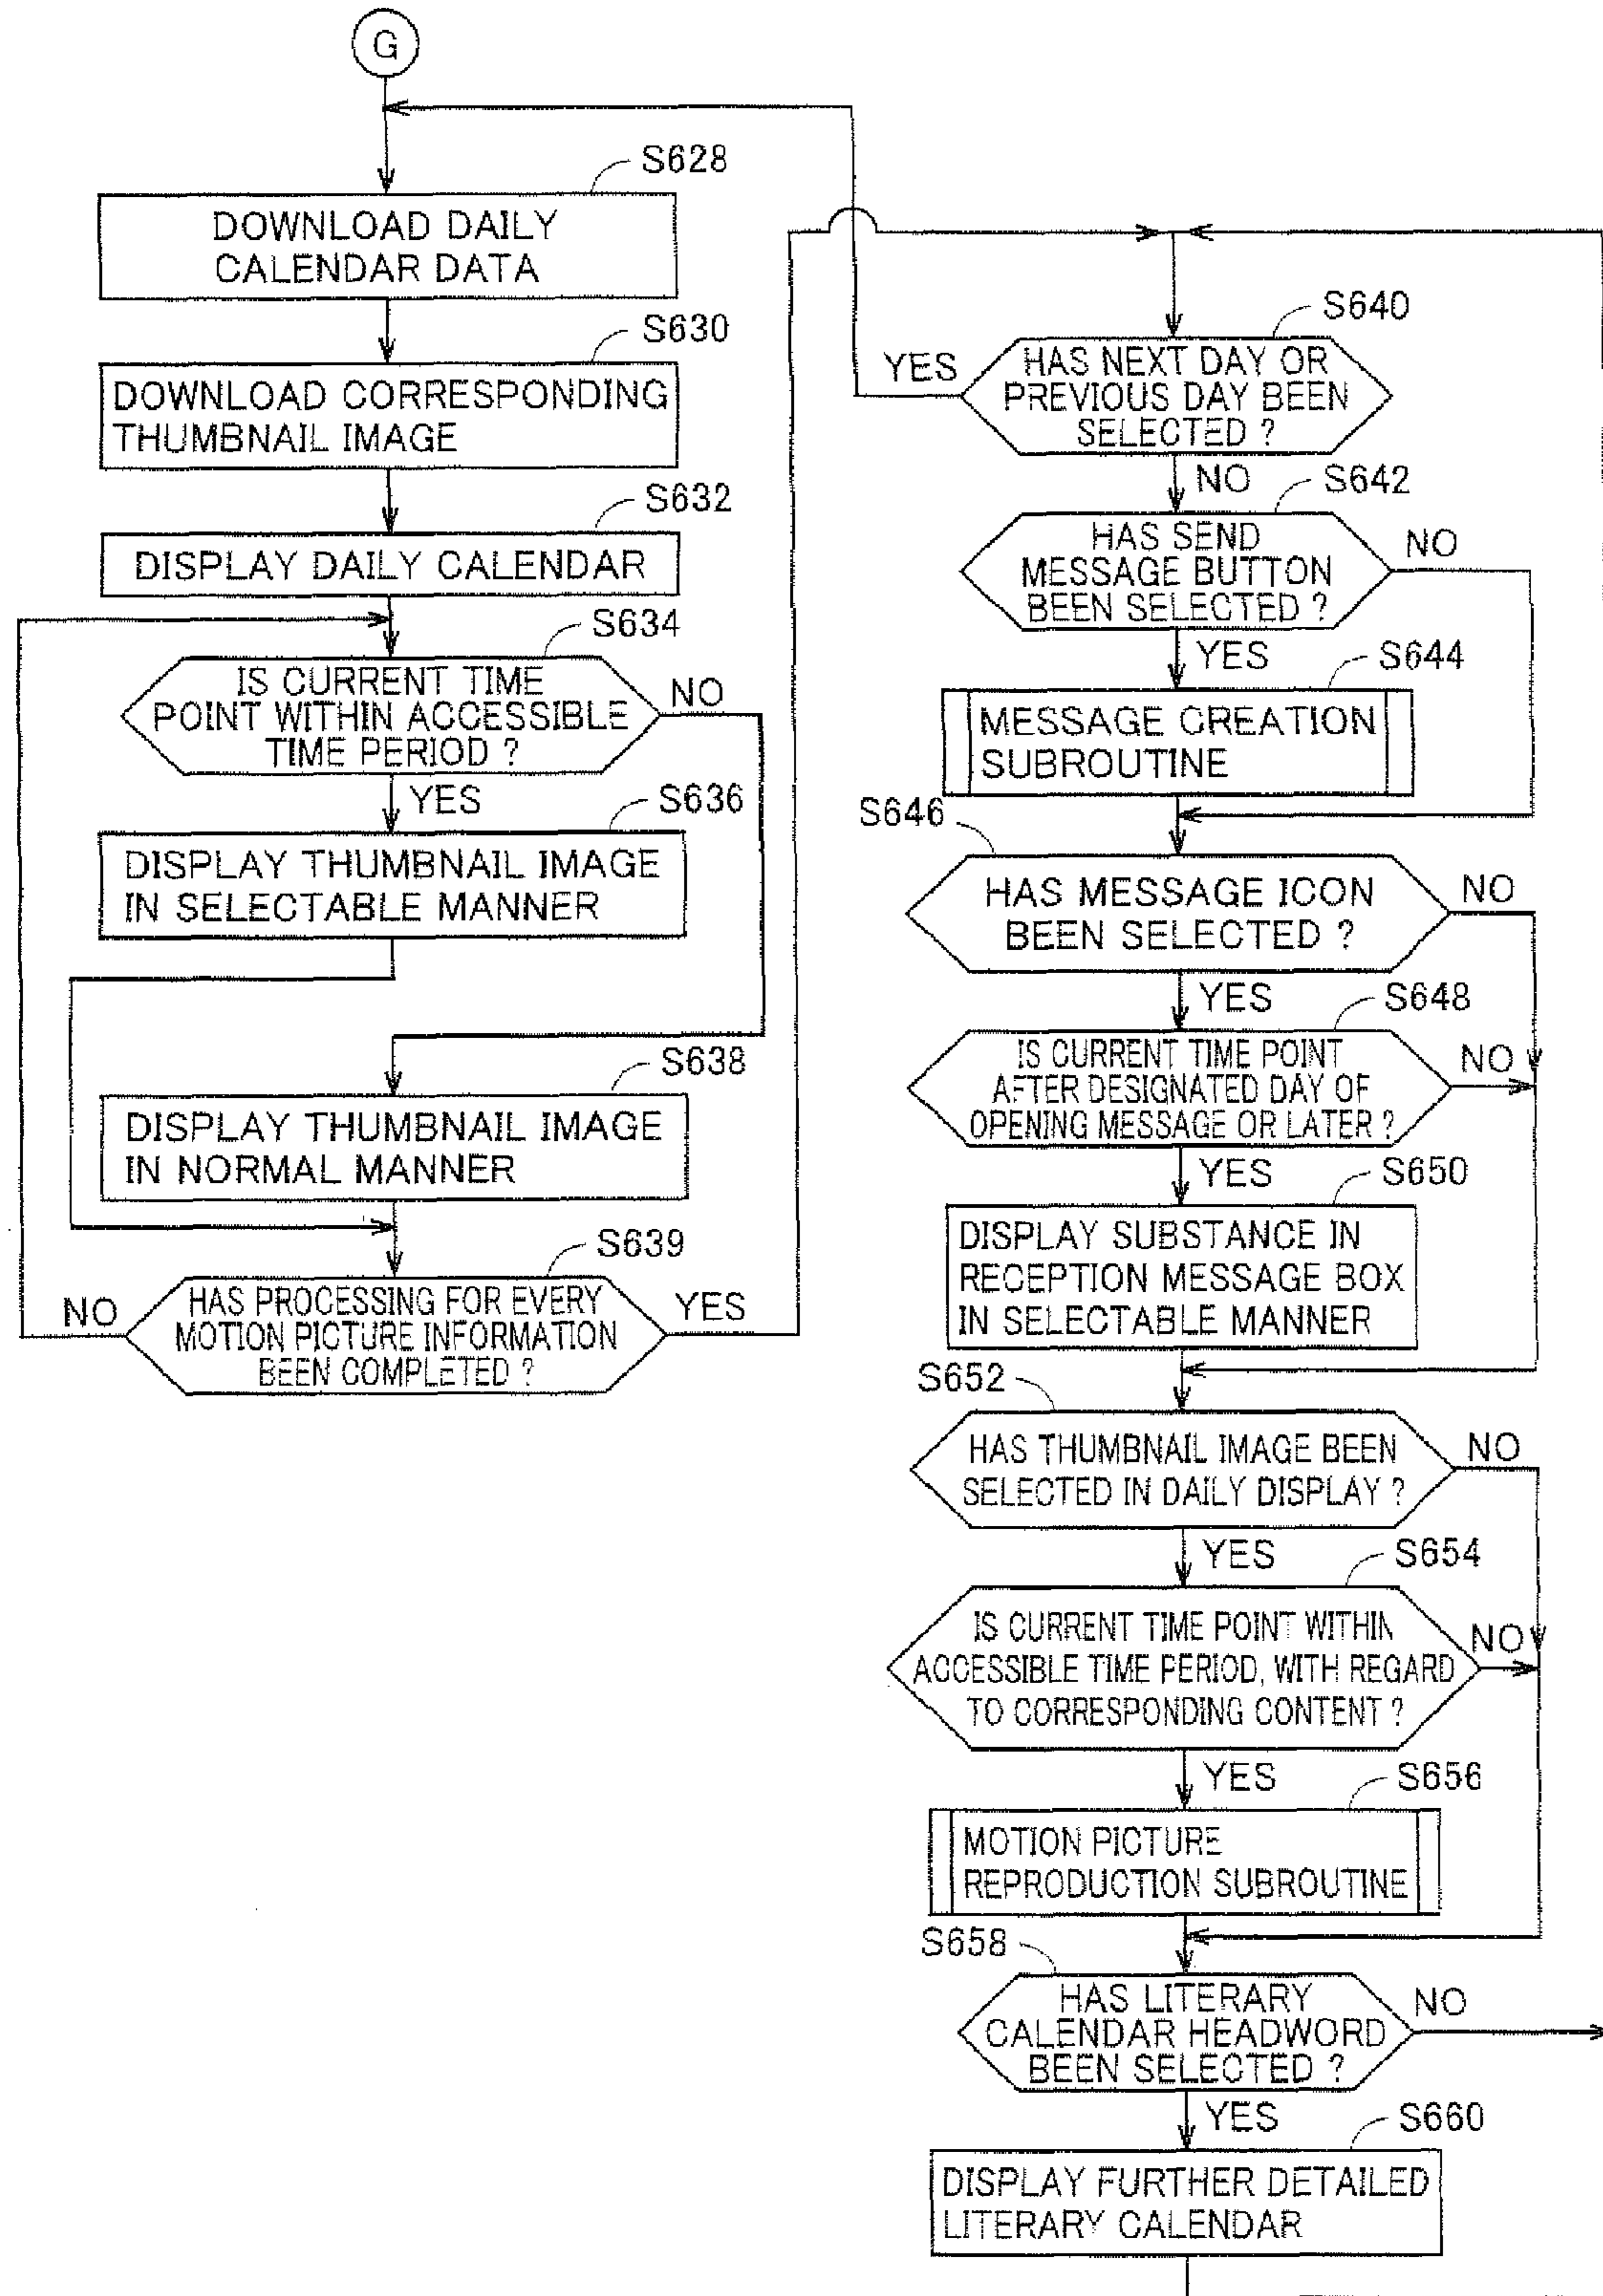 G
S628
DOWNLOAD DAILY
CALENDAR DATA
S630
DOWNLOAD CORRESPONDING
THUMBNAIL IMAGE
S632
DISPLAY DAILY CALENDAR
S634
IS CURRENT TIME
POINT WITHIN ACCESSIBLE
TIME PERIOD ?
NO
YES
S636
DISPLAY THUMBNAIL IMAGE
IN SELECTABLE MANNER
S638
DISPLAY THUMBNAIL IMAGE
IN NORMAL MANNER
S639
HAS PROCESSING FOR EVERY
MOTION PICTURE INFORMATION
BEEN COMPLETED ?
NO
YES
S640
HAS NEXT DAY OR
PREVIOUS DAY BEEN
SELECTED ?
YES
NO
S642
HAS SEND
MESSAGE BUTTON
BEEN SELECTED ?
NO
YES
S644
MESSAGE CREATION
SUBROUTINE
S646
HAS MESSAGE ICON
BEEN SELECTED ?
NO
YES
S648
IS CURRENT TIME POINT
AFTER DESIGNATED DAY OF
OPENING MESSAGE OR LATER ?
NO
YES
S650
DISPLAY SUBSTANCE IN
RECEPTION MESSAGE BOX
IN SELECTABLE MANNER
S652
HAS THUMBNAIL IMAGE BEEN
SELECTED IN DAILY DISPLAY ?
NO
YES
S654
IS CURRENT TIME POINT WITHIN
ACCESSIBLE TIME PERIOD, WITH REGARD
TO CORRESPONDING CONTENT ?
NO
YES
S656
MOTION PICTURE
REPRODUCTION SUBROUTINE
S658
HAS LITERARY
CALENDAR HEADWORD
BEEN SELECTED ?
NO
YES
S660
DISPLAY FURTHER DETAILED
LITERARY CALENDAR